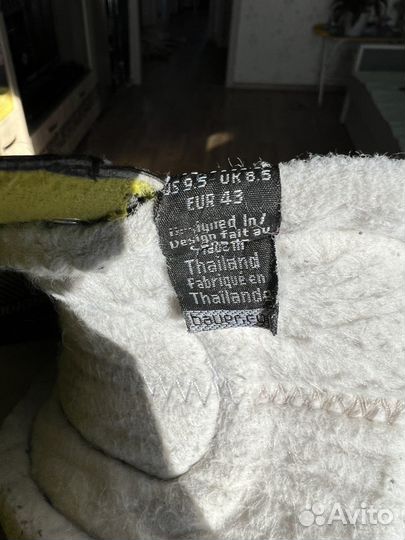 US 9.5 UK 8.5
EUR 43
Designed In/
Design fait au
Thailand
Fabriqué en
Thaïlande
bauer.co
Avito